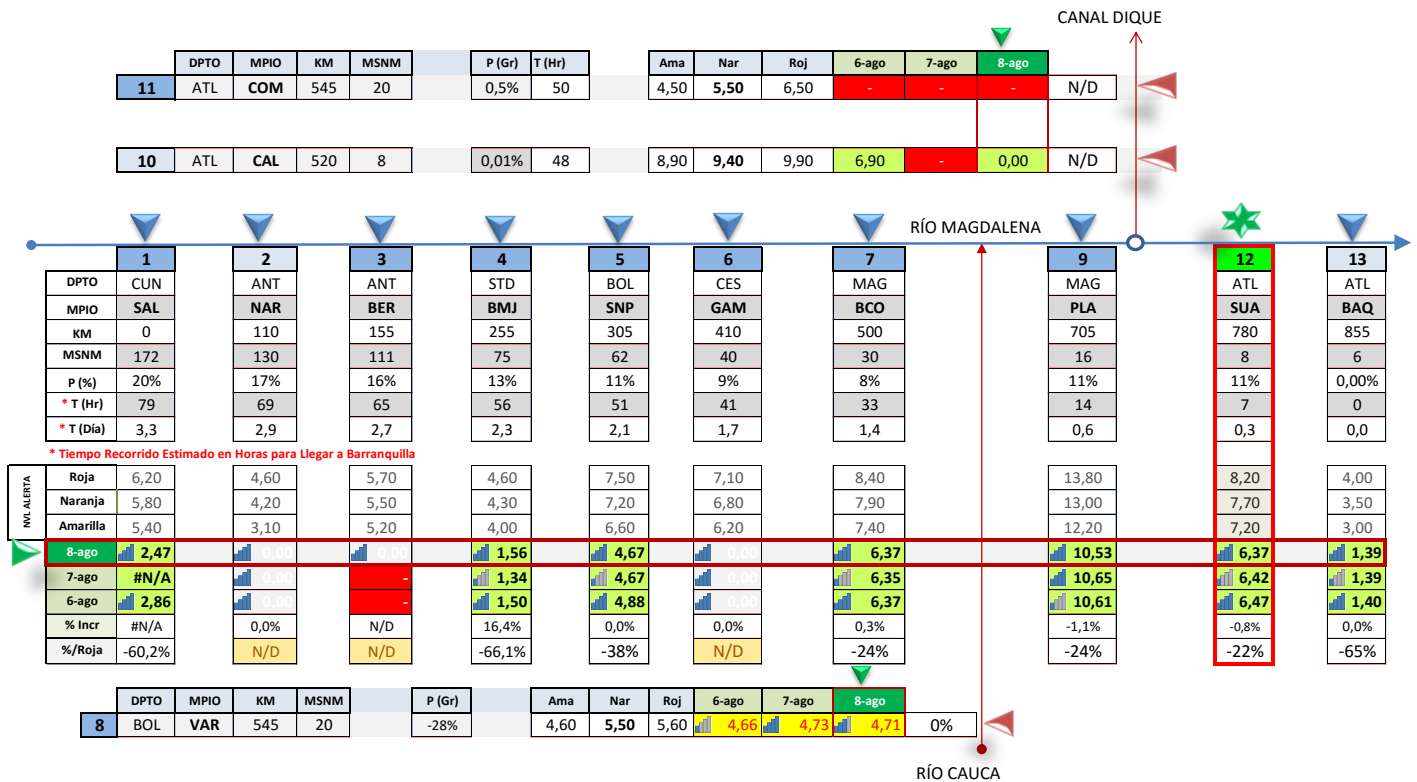 CANAL DIQUE
DPTO MPIO KM MSNM P (Gr) T (Hr) Ama Nar Roj 6-ago 7-ago 8-ago
11 ATL COM 545 20 0,5% 50 4,50 5,50 6,50 - - - N/D
10 ATL CAL 520 8 0,01% 48 8,90 9,40 9,90 6,90 - 0,00 N/D
RÍO MAGDALENA
1 2 3 4 5 6 7 9 12 13
DPTO CUN ANT ANT STD BOL CES MAG MAG ATL ATL
MPIO SAL NAR BER BMJ SNP GAM BCO PLA SUA BAQ
KM 0 110 155 255 305 410 500 705 780 855
MSNM 172 130 111 75 62 40 30 16 8 6
P (%) 20% 17% 16% 13% 11% 9% 8% 11% 11% 0,00%
* T (Hr) 79 69 65 56 51 41 33 14 7 0
* T (Día) 3,3 2,9 2,7 2,3 2,1 1,7 1,4 0,6 0,3 0,0
* Tiempo Recorrido Estimado en Horas para Llegar a Barranquilla
NVL ALERTA
Roja 6,20 4,60 5,70 4,60 7,50 7,10 8,40 13,80 8,20 4,00
Naranja 5,80 4,20 5,50 4,30 7,20 6,80 7,90 13,00 7,70 3,50
Amarilla 5,40 3,10 5,20 4,00 6,60 6,20 7,40 12,20 7,20 3,00
8-ago 2,47 0,00 0,00 1,56 4,67 0,00 6,37 10,53 6,37 1,39
7-ago #N/A 0,00 - 1,34 4,67 0,00 6,35 10,65 6,42 1,39
6-ago 2,86 0,00 - 1,50 4,88 0,00 6,37 10,61 6,47 1,40
% Incr #N/A 0,0% N/D 16,4% 0,0% 0,0% 0,3% -1,1% -0,8% 0,0%
%/Roja -60,2% N/D N/D -66,1% -38% N/D -24% -24% -22% -65%
DPTO MPIO KM MSNM P (Gr) Ama Nar Roj 6-ago 7-ago 8-ago
8 BOL VAR 545 20 -28% 4,60 5,50 5,60 4,66 4,73 4,71 0%
RÍO CAUCA